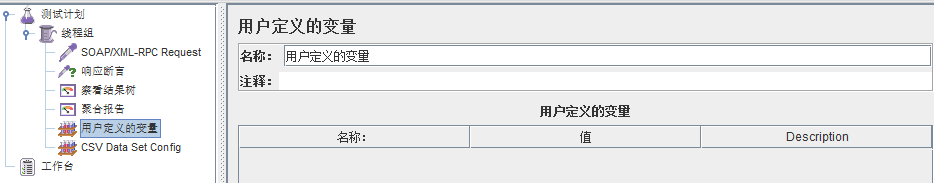 测试计划
线程组
SOAP/XML-RPC Request
响应断言
察看结果树
聚合报告
用户定义的变量
CSV Data Set Config
工作台
用户定义的变量
名称： 用户定义的变量
注释：
用户定义的变量
名称： 值 Description